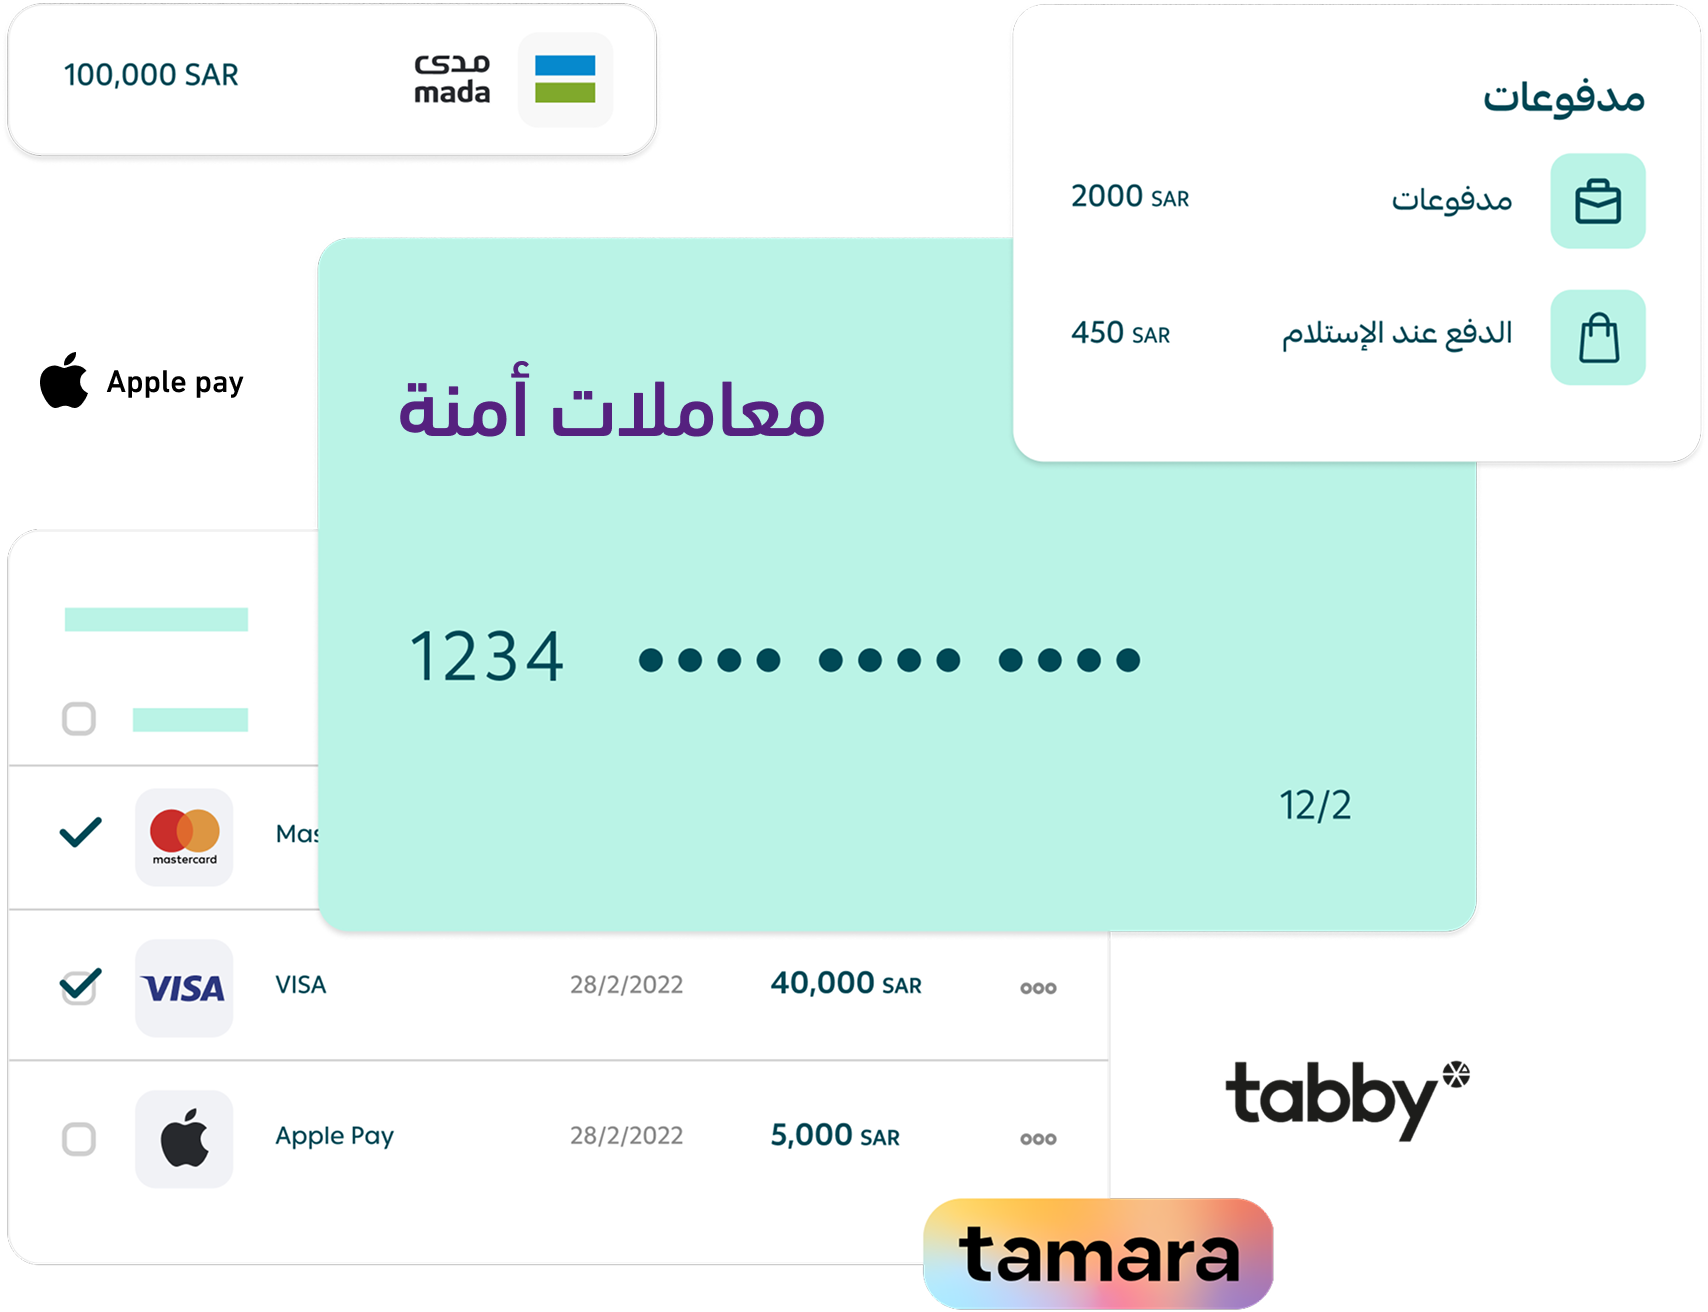 100,000 SAR
مدى
mada
مدفوعات
مدفوعات
2000 SAR
الدفع عند الإستلام
450 SAR
Apple pay
معاملات أمنة
1234 •••• •••• ••••
12/2
mastercard
Mas
VISA VISA 28/2/2022 40,000 SAR
Apple Pay 28/2/2022 5,000 SAR
tabby
tamara